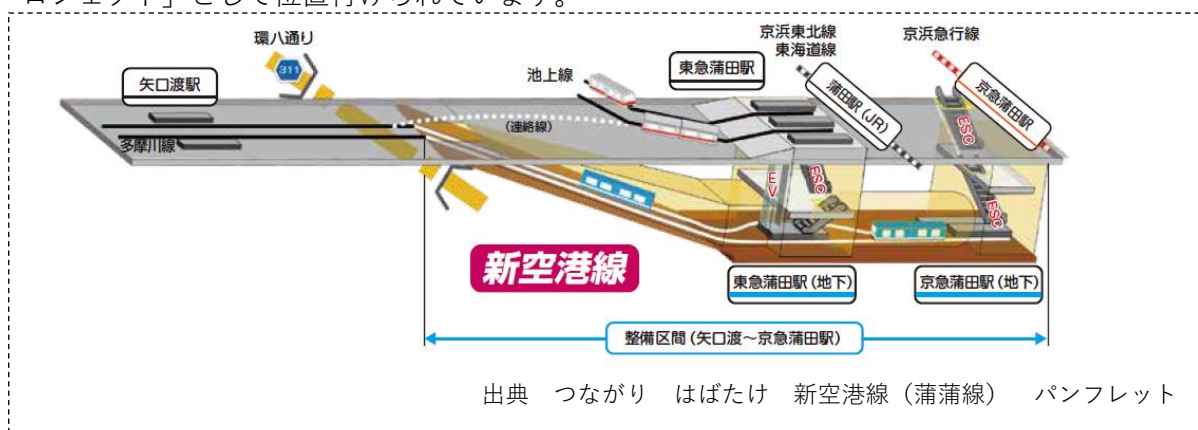 ロジェクト」として位置付けられています。
環八通り
311
矢口渡駅
多摩川線
(連絡線)
池上線
東急蒲田駅
京浜東北線
東海道線
蒲田駅(JR)
京浜急行線
京急蒲田駅
EV
ESC
ESC
ESC
新空港線
東急蒲田駅(地下)
京急蒲田駅(地下)
整備区間(矢口渡～京急蒲田駅)
出典 つながり はばたけ 新空港線(蒲蒲線) パンフレット